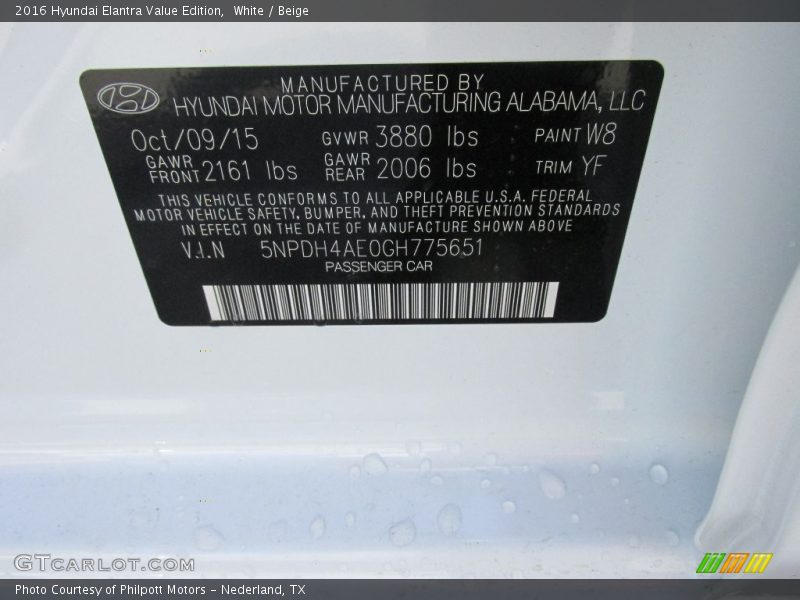 2016 Hyundai Elantra Value Edition, White / Beige
MANUFACTURED BY
HYUNDAI MOTOR MANUFACTURING ALABAMA, LLC
Oct/09/15 GVWR 3880 lbs PAINT W8
GAWR FRONT 2161 lbs GAWR REAR 2006 lbs TRIM YF
THIS VEHICLE CONFORMS TO ALL APPLICABLE U.S.A. FEDERAL
MOTOR VEHICLE SAFETY, BUMPER, AND THEFT PREVENTION STANDARDS
IN EFFECT ON THE DATE OF MANUFACTURE SHOWN ABOVE
V.I.N 5NPDH4AE0GH775651
PASSENGER CAR
GTCARLOT.COM
Photo Courtesy of Philpott Motors - Nederland, TX